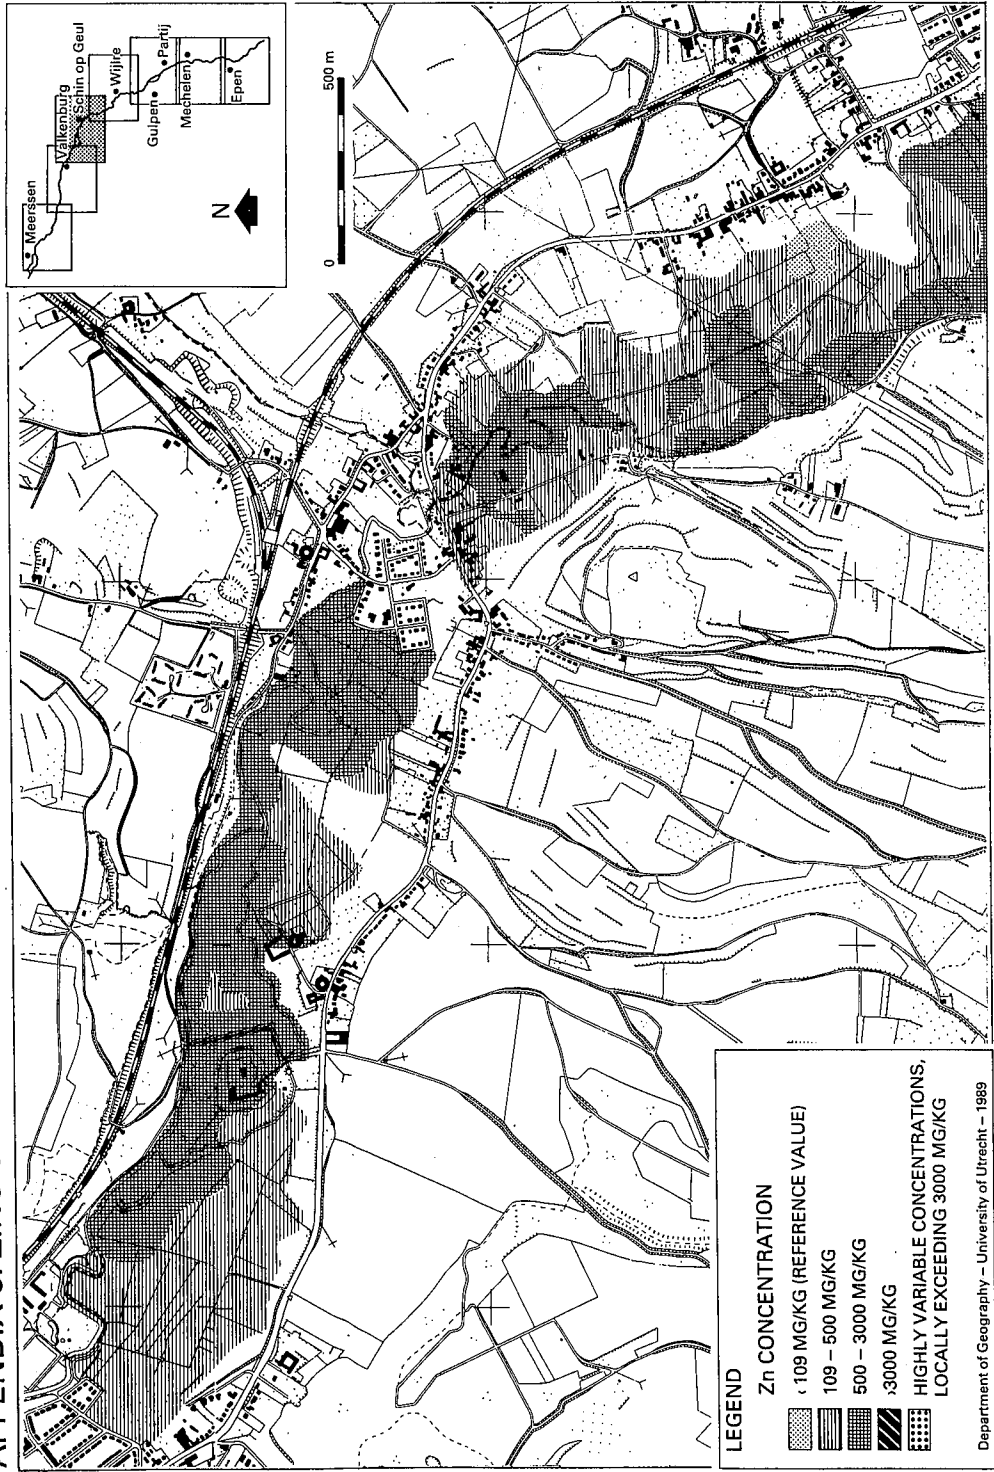 Meerssen
Valkenburg
Schin op Geul
Wijlre
Gulpen
Partij
Mechelen
Epen
N
0
500 m
LEGEND
Zn CONCENTRATION
‹ 109 MG/KG (REFERENCE VALUE)
109 – 500 MG/KG
500 – 3000 MG/KG
›3000 MG/KG
HIGHLY VARIABLE CONCENTRATIONS,
LOCALLY EXCEEDING 3000 MG/KG
Department of Geography – University of Utrecht – 1989